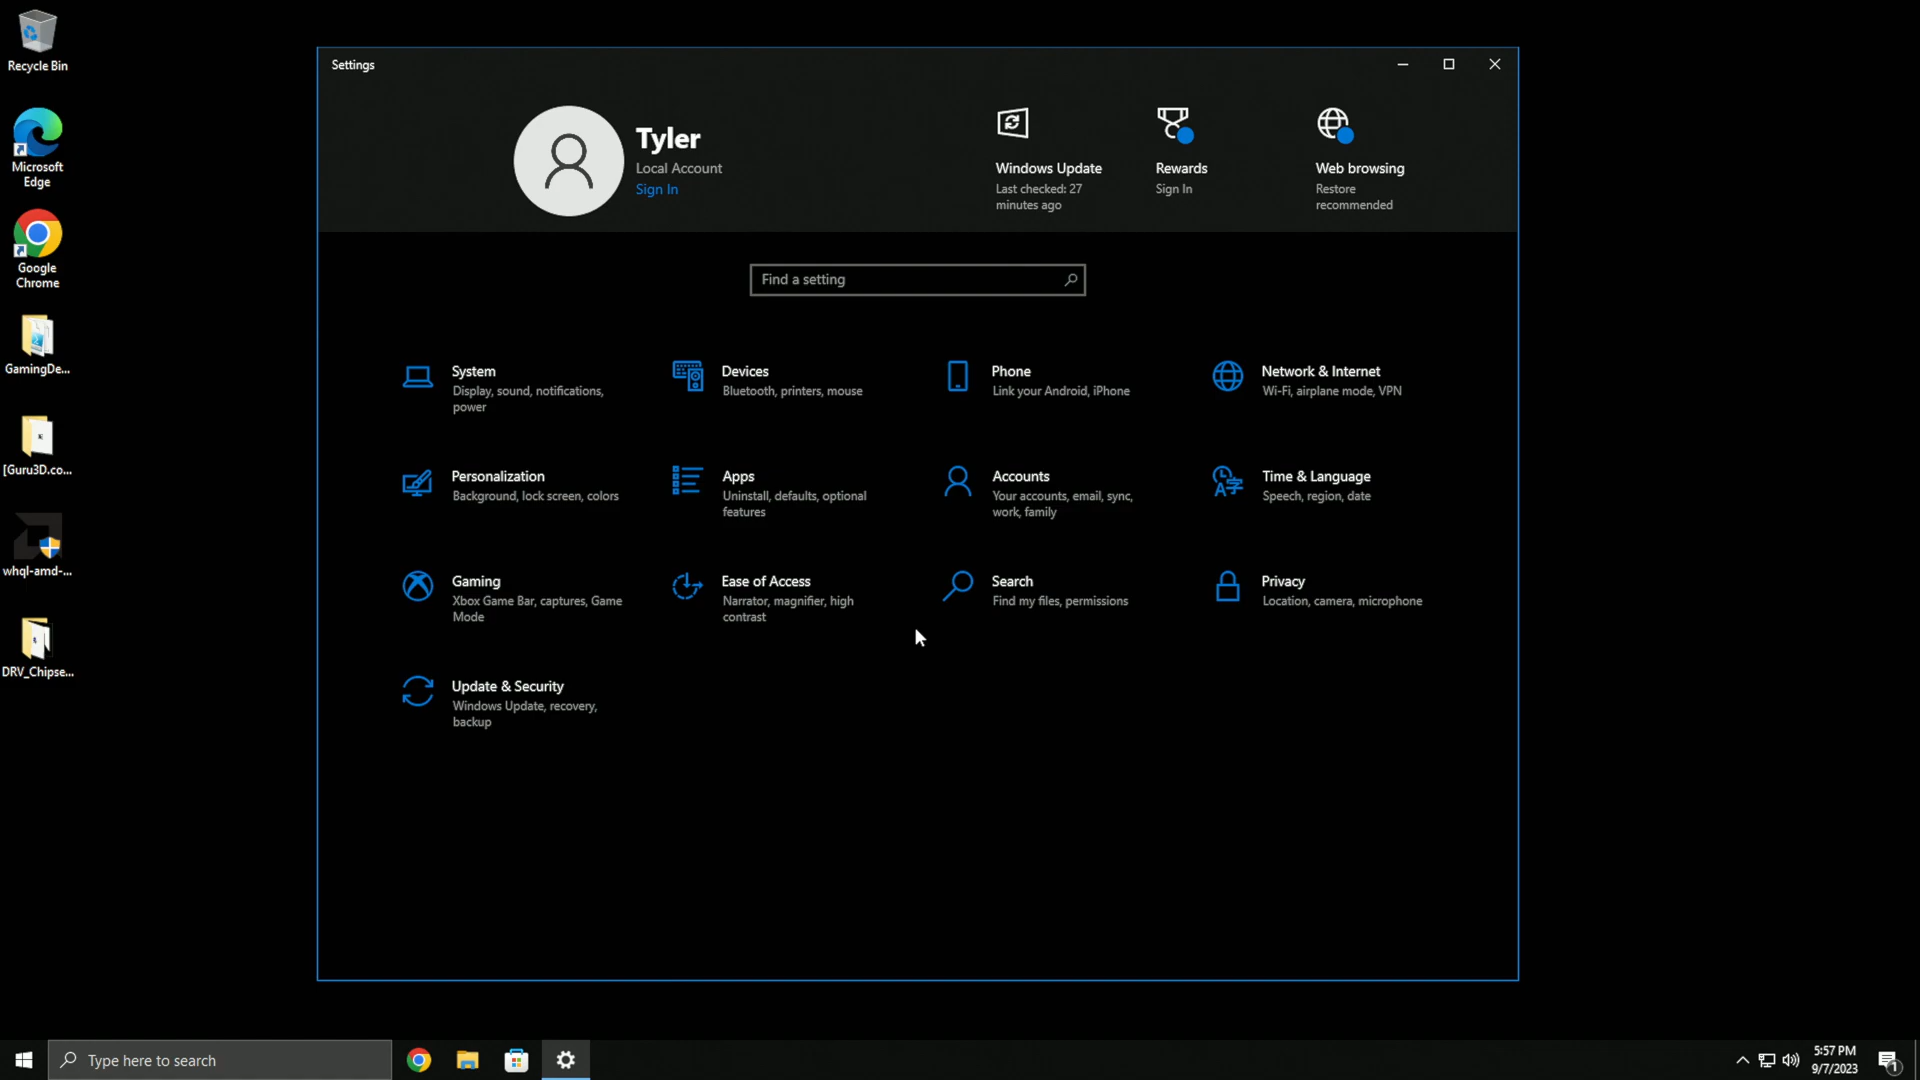 Recycle Bin
Microsoft
Edge
Google
Chrome
GamingDe...
[Guru3D.co...
whql-amd-...
DRV_Chipse...
Settings
Tyler
Local Account
Sign In
Windows Update
Last checked: 27
minutes ago
Rewards
Sign In
Web browsing
Restore
recommended
Find a setting
System
Display, sound, notifications,
power
Devices
Bluetooth, printers, mouse
Phone
Link your Android, iPhone
Network & Internet
Wi-Fi, airplane mode, VPN
Personalization
Background, lock screen, colors
Apps
Uninstall, defaults, optional
features
Accounts
Your accounts, email, sync,
work, family
Time & Language
Speech, region, date
Gaming
Xbox Game Bar, captures, Game
Mode
Ease of Access
Narrator, magnifier, high
contrast
Search
Find my files, permissions
Privacy
Location, camera, microphone
Update & Security
Windows Update, recovery,
backup
Type here to search
5:57 PM
9/7/2023
1